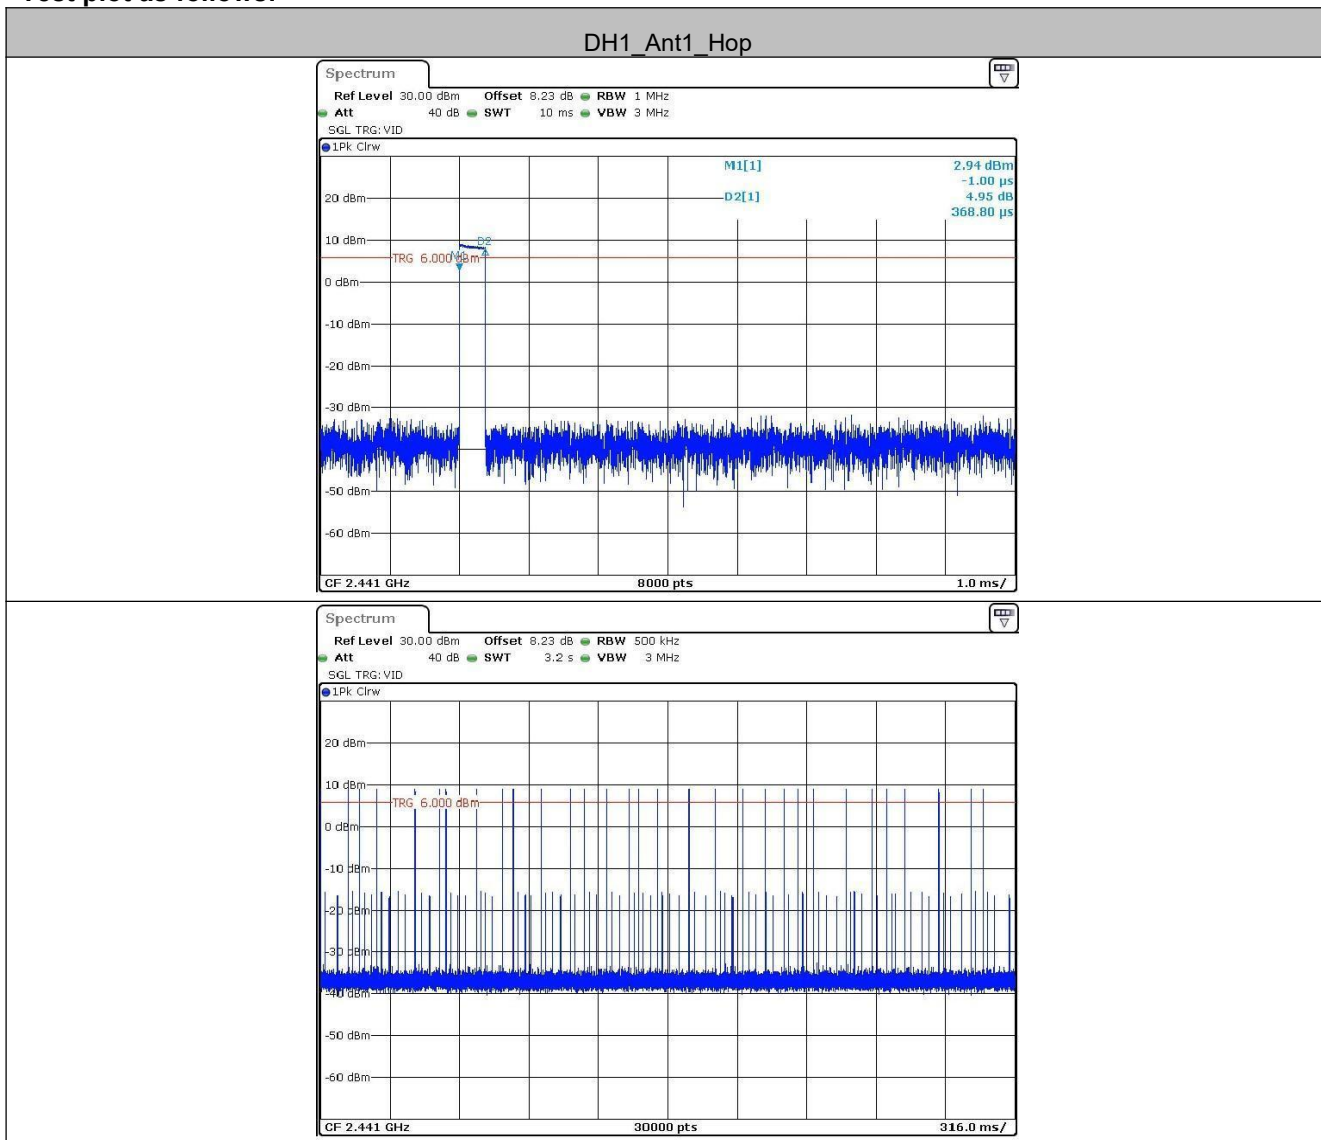 Test plot as follows:
DH1_Ant1_Hop
Spectrum
Ref Level 30.00 dBm Offset 8.23 dB RBW 1 MHz
Att 40 dB SWT 10 ms VBW 3 MHz
SGL TRG: VID
1Pk Clrw
M1[1] 2.94 dBm
-1.00 µs
D2[1] 4.95 dB
368.80 µs
20 dBm
10 dBm
D2
TRG 6.000 dBm
M1
0 dBm
-10 dBm
-20 dBm
-30 dBm
-50 dBm
-60 dBm
CF 2.441 GHz 8000 pts 1.0 ms/
Spectrum
Ref Level 30.00 dBm Offset 8.23 dB RBW 500 kHz
Att 40 dB SWT 3.2 s VBW 3 MHz
SGL TRG: VID
1Pk Clrw
20 dBm
10 dBm
TRG 6.000 dBm
0 dBm
-10 dBm
-20 dBm
-30 dBm
-40 dBm
-50 dBm
-60 dBm
CF 2.441 GHz 30000 pts 316.0 ms/